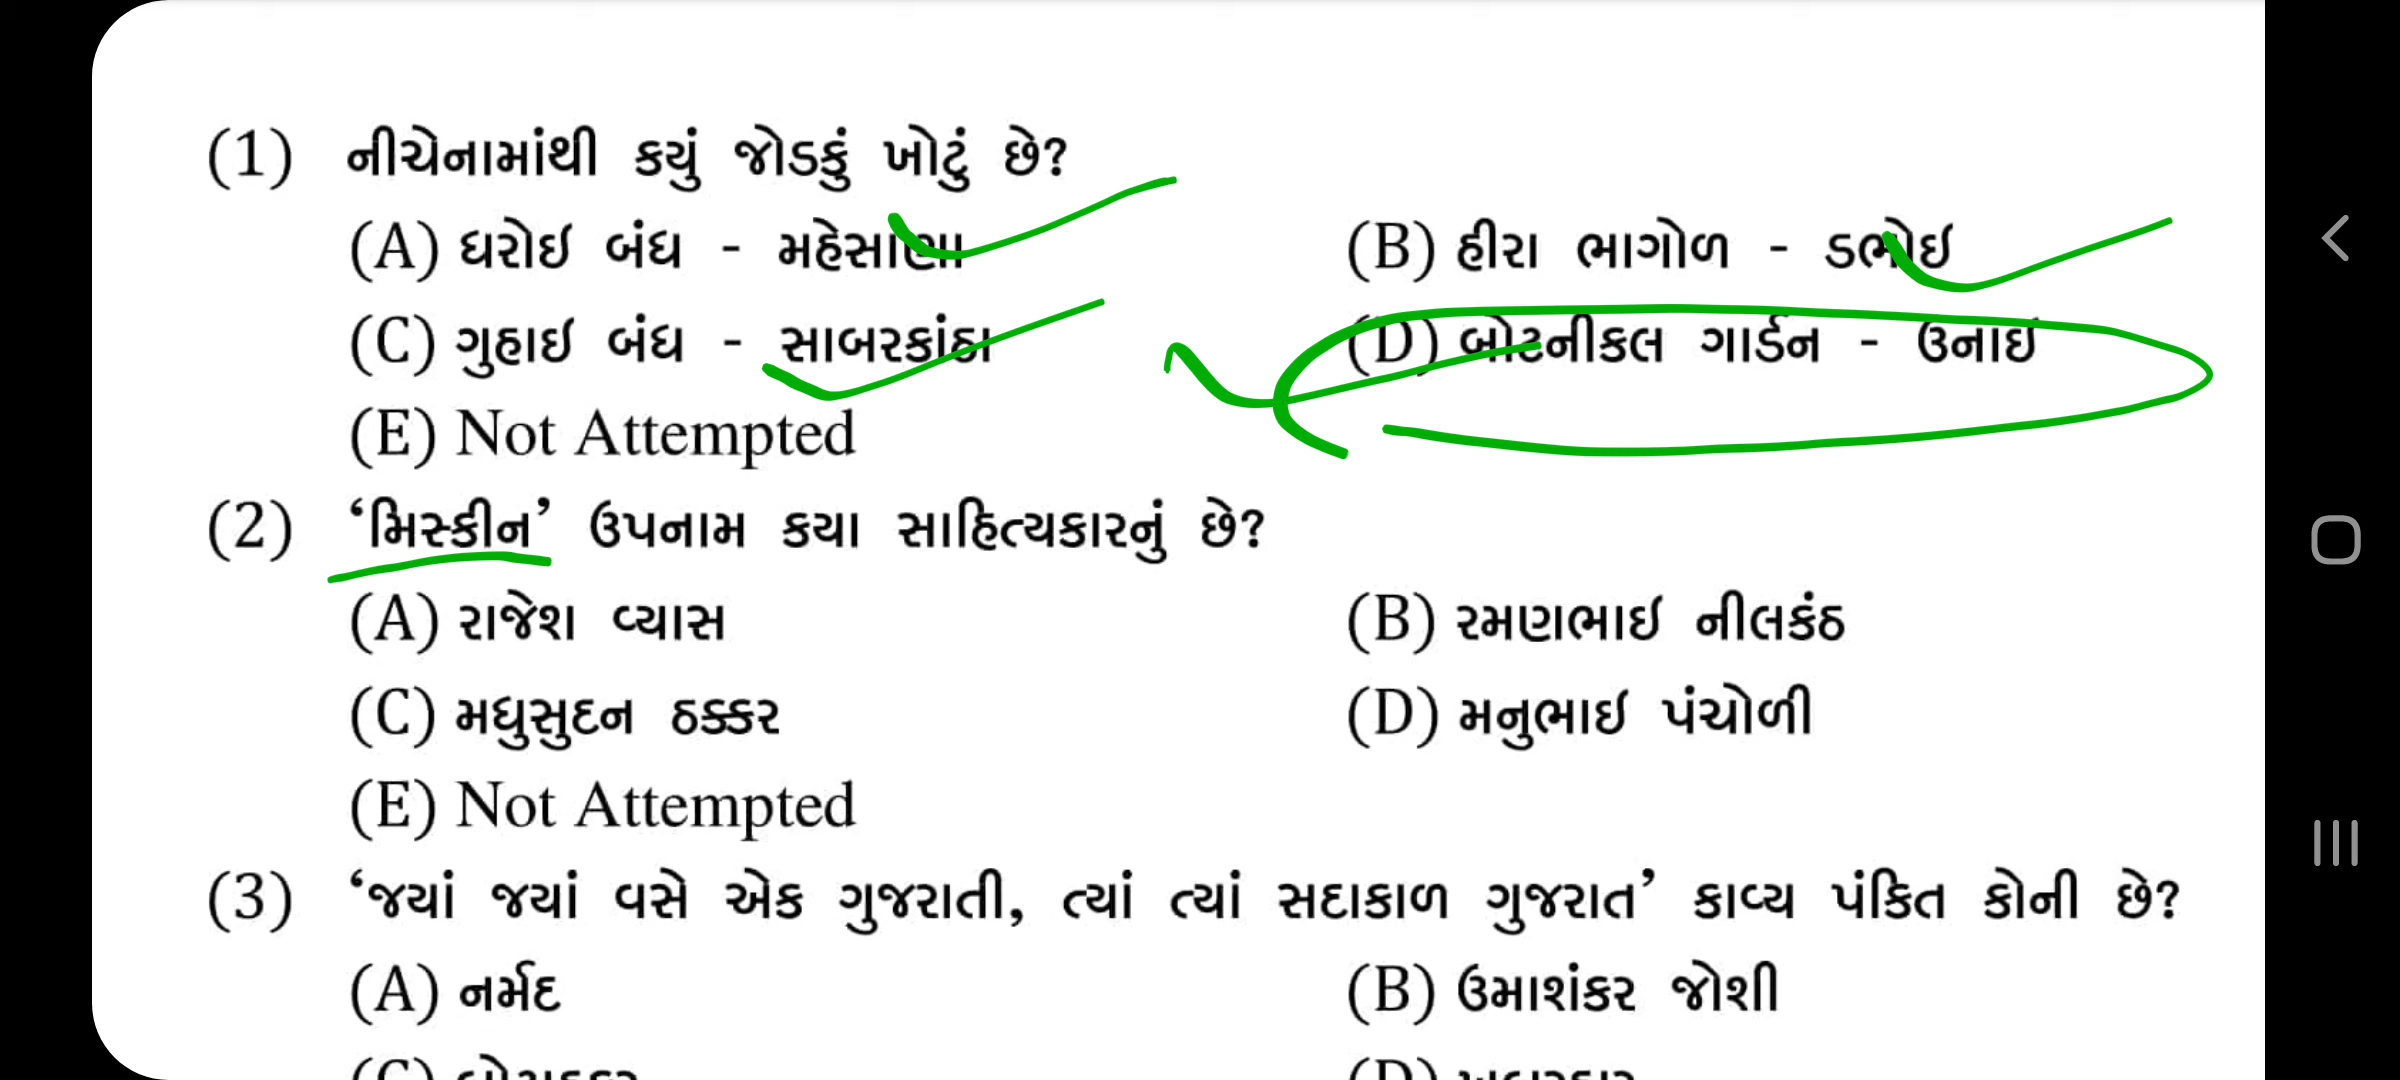 (1) નીચેનામાંથી કયું જોડકું ખોટું છે?
(A) ધરોઈ બંધ - મહેસાણા (B) હીરા ભાગોળ - ડભોઈ
(C) ગુહાઈ બંધ - સાબરકાંઠા (D) બોટનીકલ ગાર્ડન - ઉનાઈ
(E) Not Attempted
(2) ‘મિસ્કીન’ ઉપનામ કયા સાહિત્યકારનું છે?
(A) રાજેશ વ્યાસ (B) રમણભાઈ નીલકંઠ
(C) મધુસુદન ઠક્કર (D) મનુભાઈ પંચોળી
(E) Not Attempted
(3) ‘જયાં જયાં વસે એક ગુજરાતી, ત્યાં ત્યાં સદાકાળ ગુજરાત’ કાવ્ય પંકિત કોની છે?
(A) નર્મદ (B) ઉમાશંકર જોશી
(C) (D)